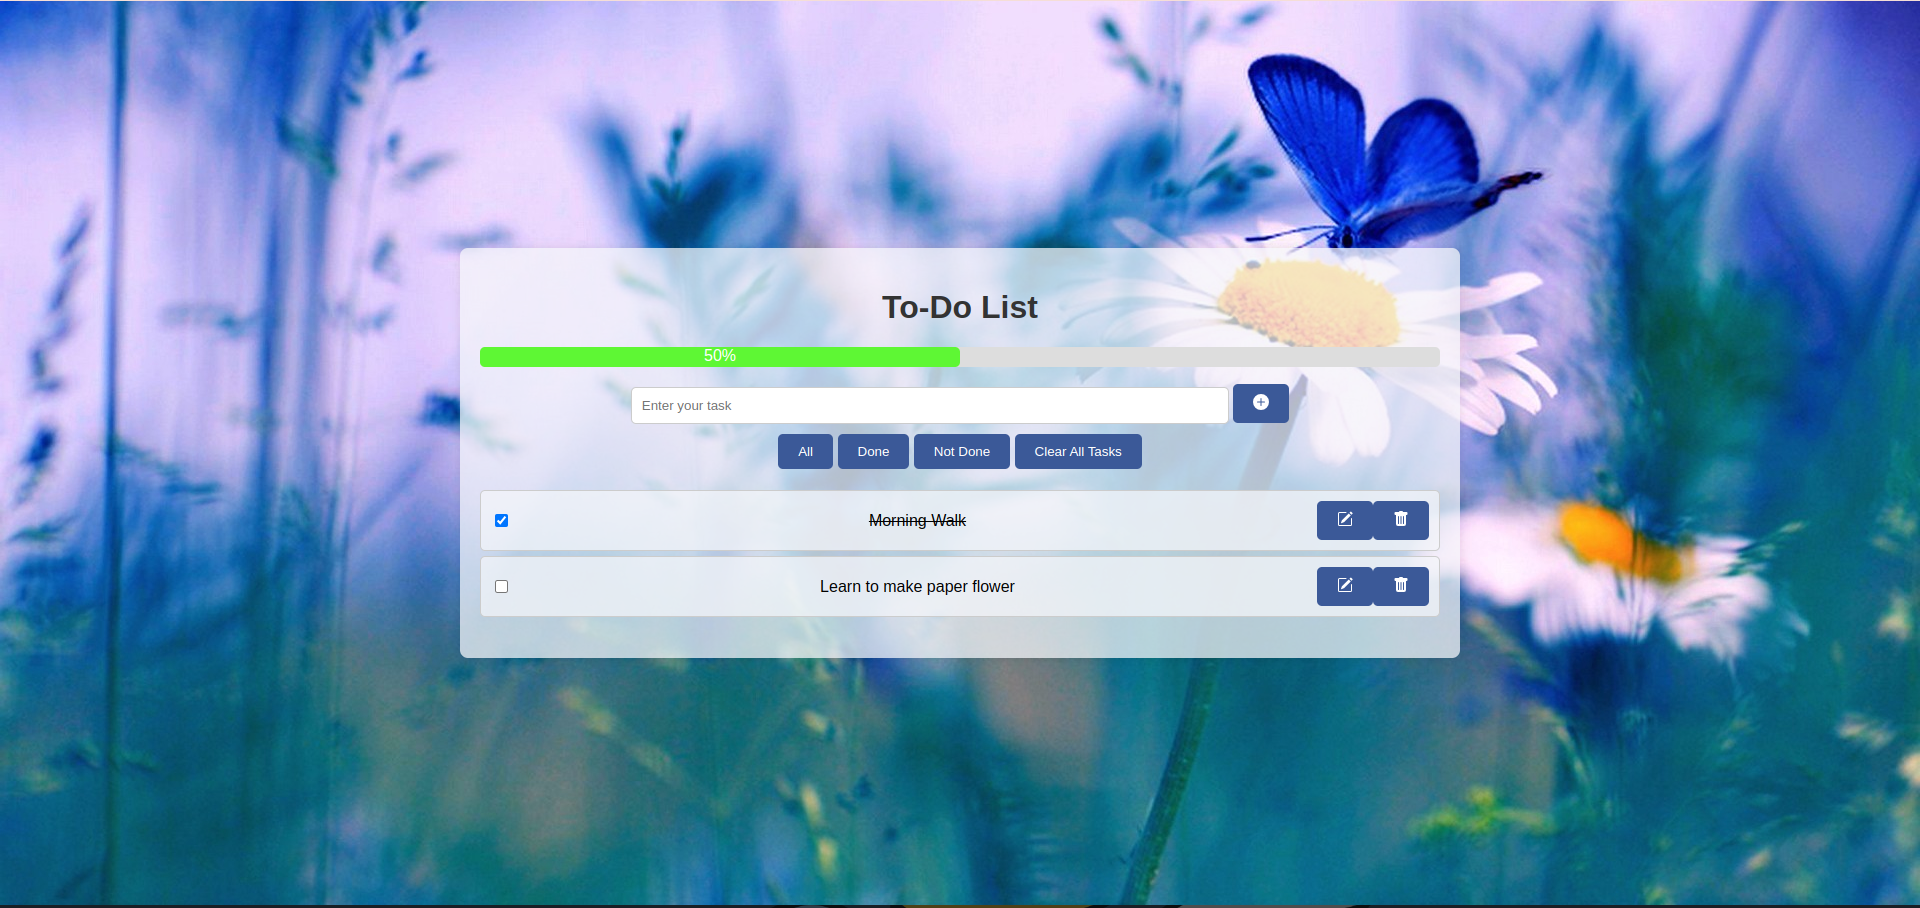 To-Do List
50%
Enter your task
All Done Not Done Clear All Tasks
Morning Walk
Learn to make paper flower